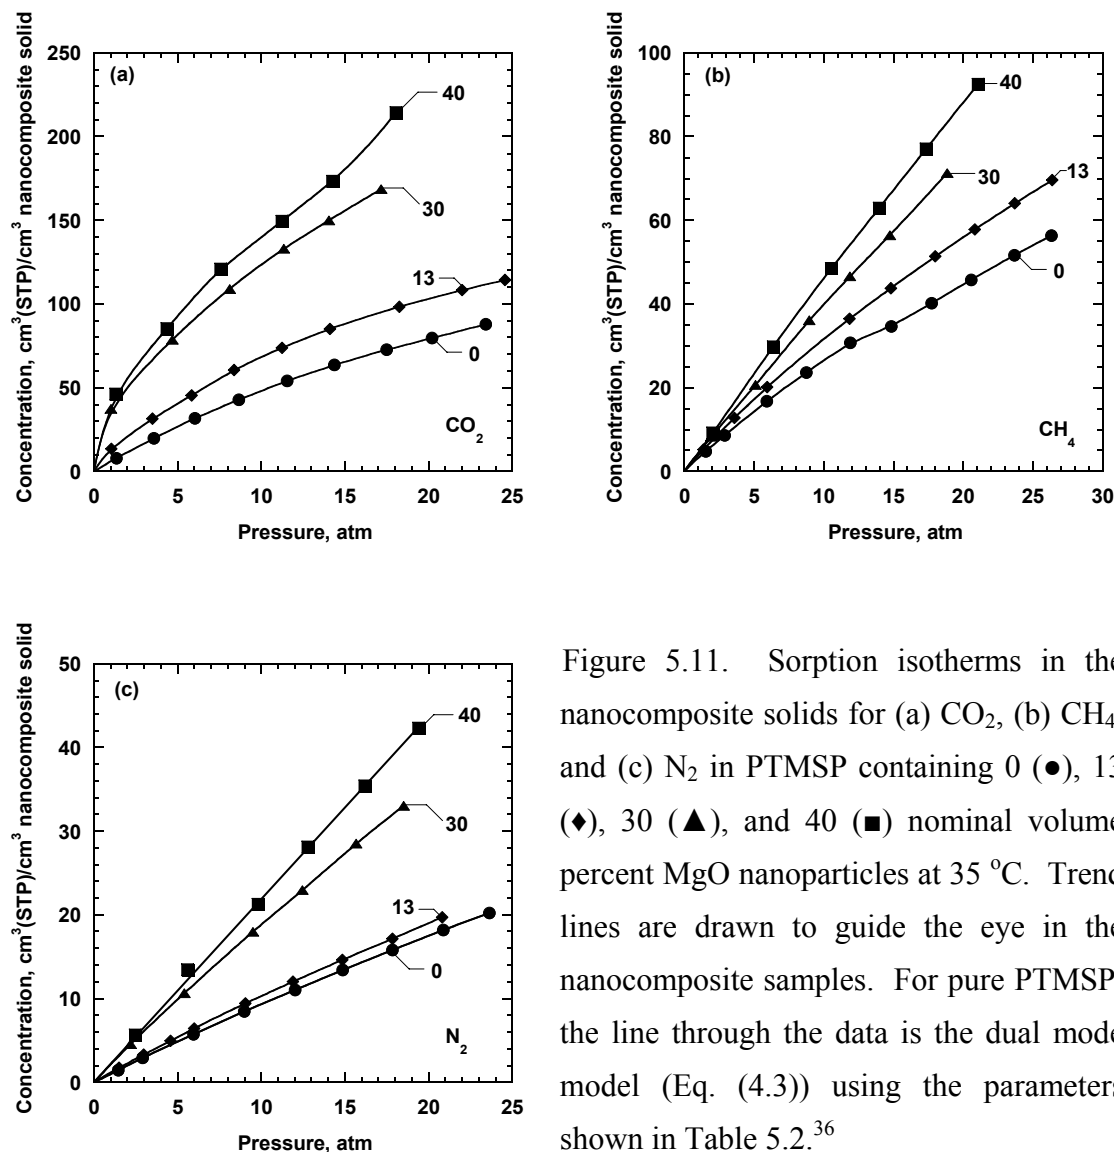 Concentration, cm³(STP)/cm³ nanocomposite solid
250
200
150
100
50
0
(a)
40
30
13
0
CO₂
0 5 10 15 20 25
Pressure, atm
Concentration, cm³(STP)/cm³ nanocomposite solid
100
80
60
40
20
0
(b)
40
30
13
0
CH₄
0 5 10 15 20 25 30
Pressure, atm
Concentration, cm³(STP)/cm³ nanocomposite solid
50
40
30
20
10
0
(c)
40
30
13
0
N₂
0 5 10 15 20 25
Pressure, atm
Figure 5.11. Sorption isotherms in the
nanocomposite solids for (a) CO₂, (b) CH₄
and (c) N₂ in PTMSP containing 0 (●), 13
(♦), 30 (▲), and 40 (■) nominal volume
percent MgO nanoparticles at 35 °C. Trend
lines are drawn to guide the eye in the
nanocomposite samples. For pure PTMSP
the line through the data is the dual mode
model (Eq. (4.3)) using the parameters
shown in Table 5.2.³⁶